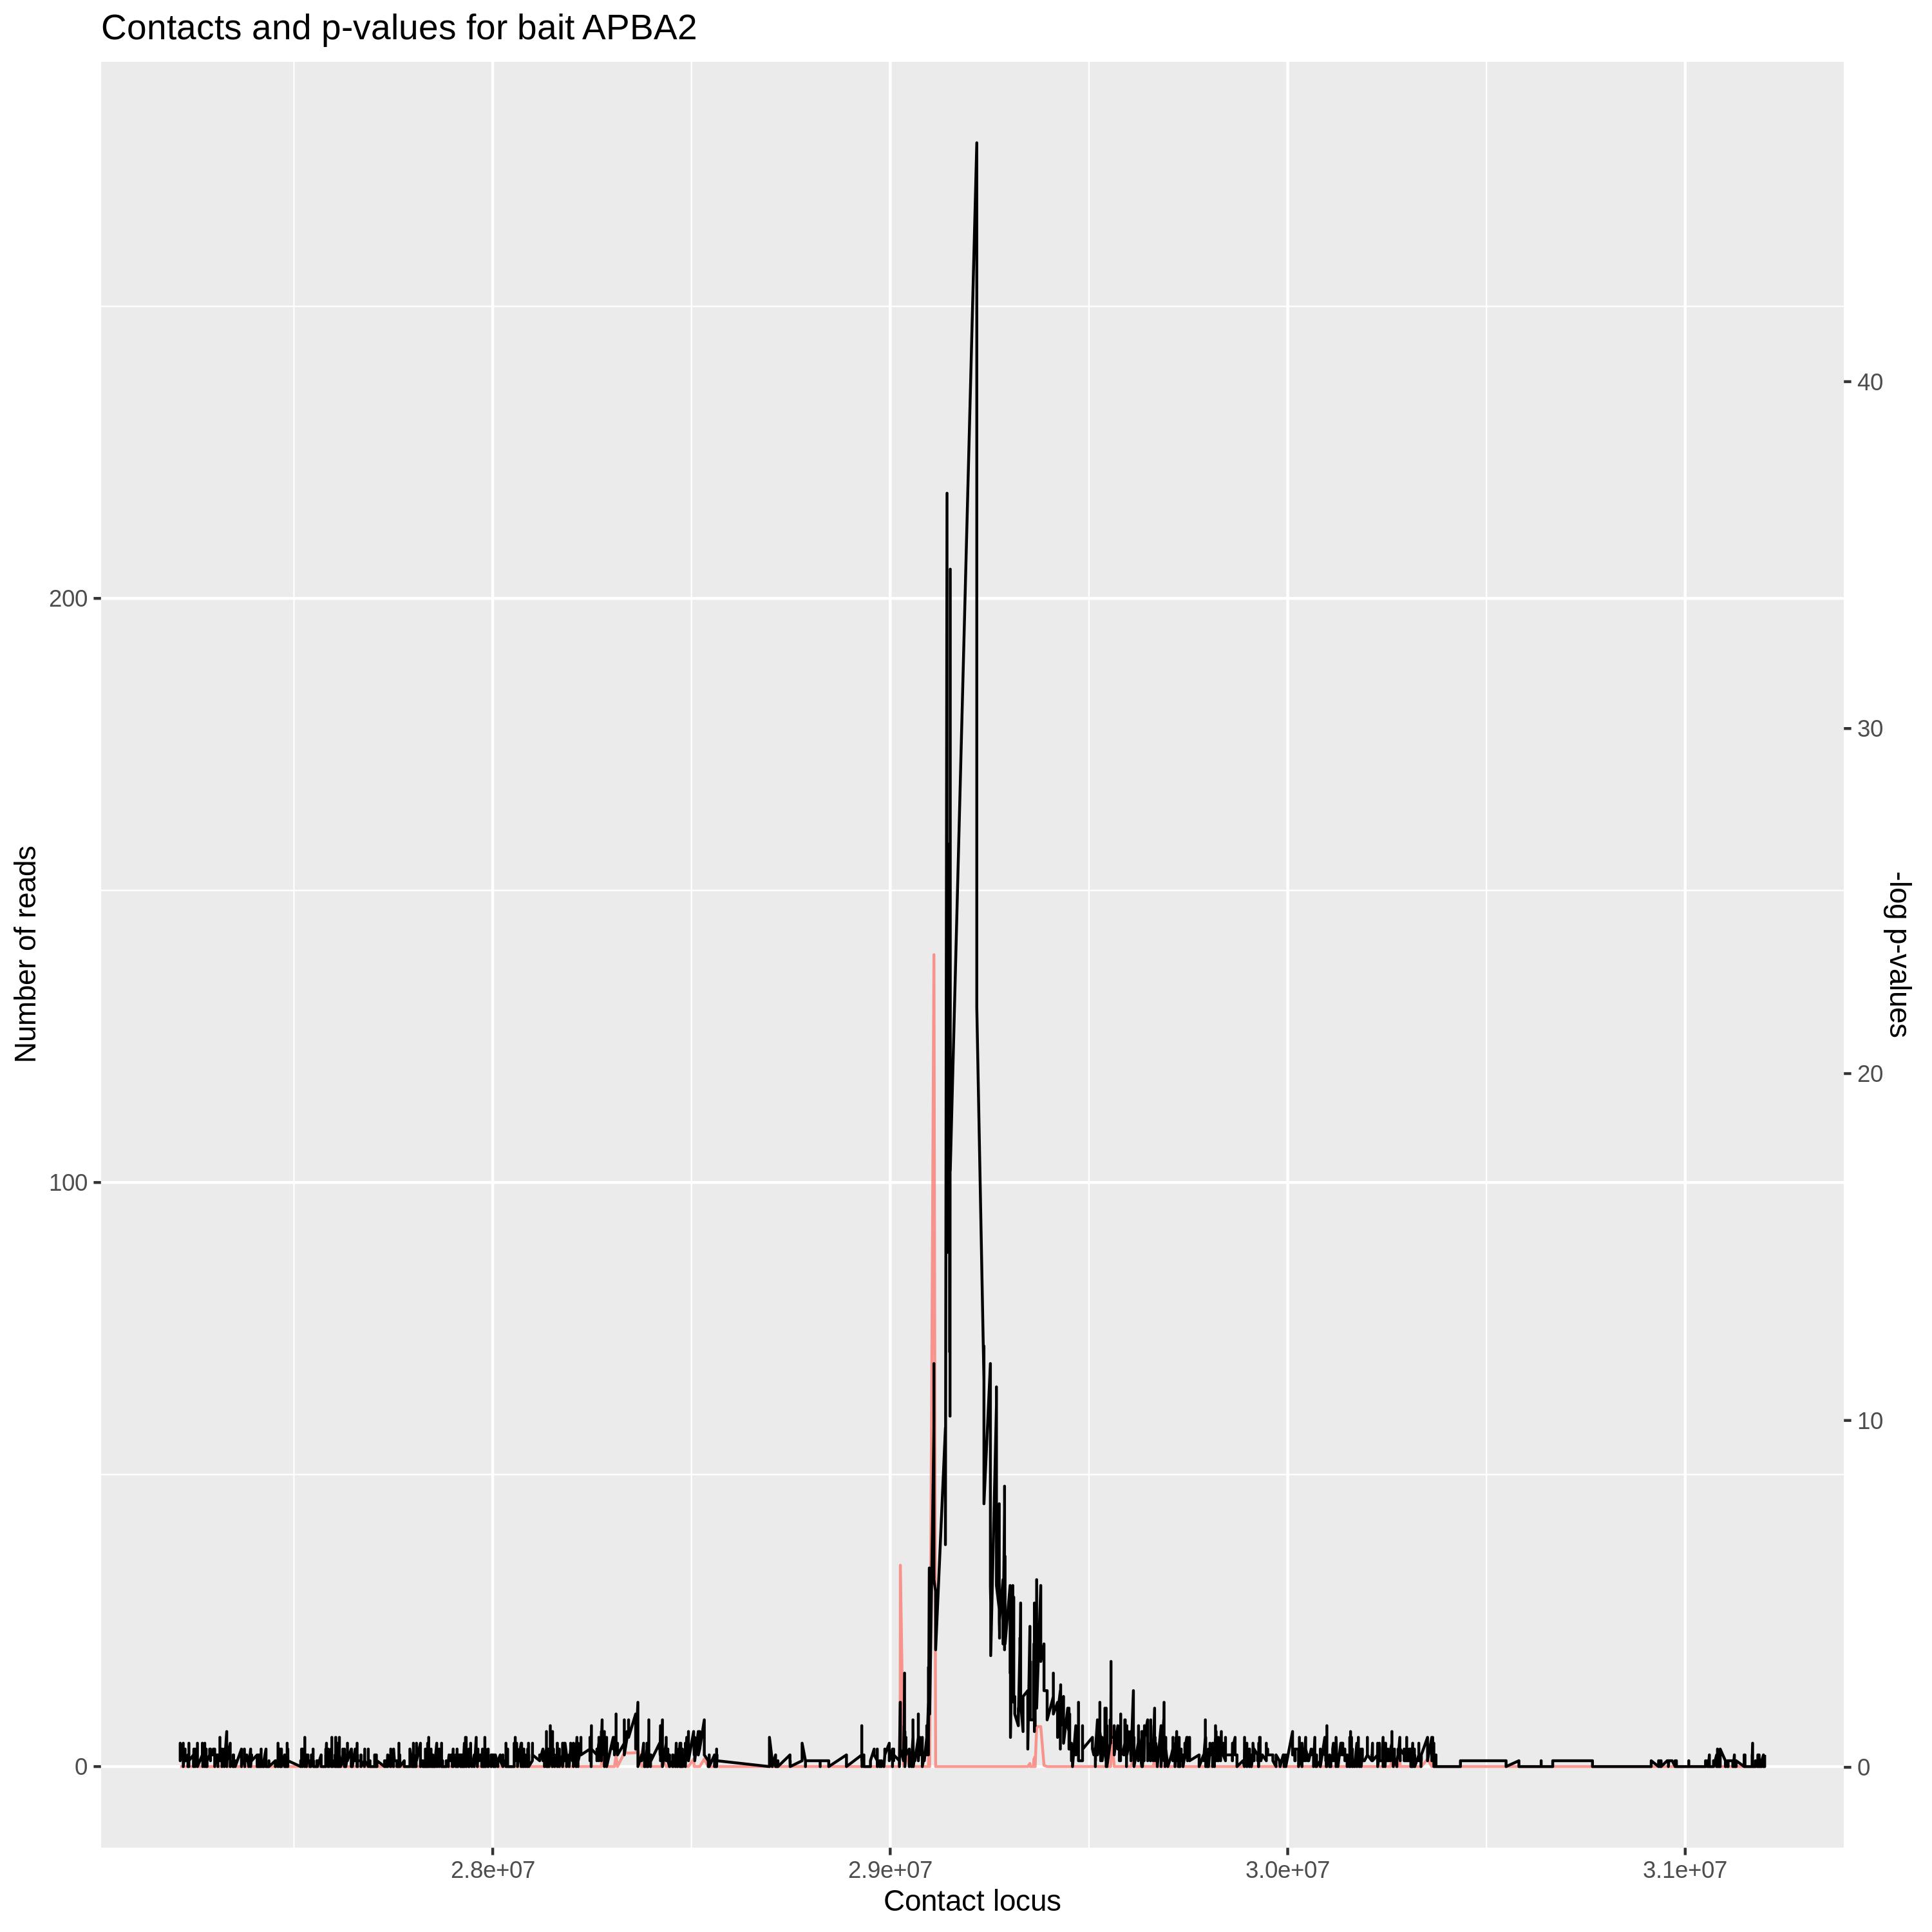 Contacts and p-values for bait APBA2
Number of reads
200
100
0
40
30
20
10
0
-log p-values
2.8e+07
2.9e+07
3.0e+07
3.1e+07
Contact locus